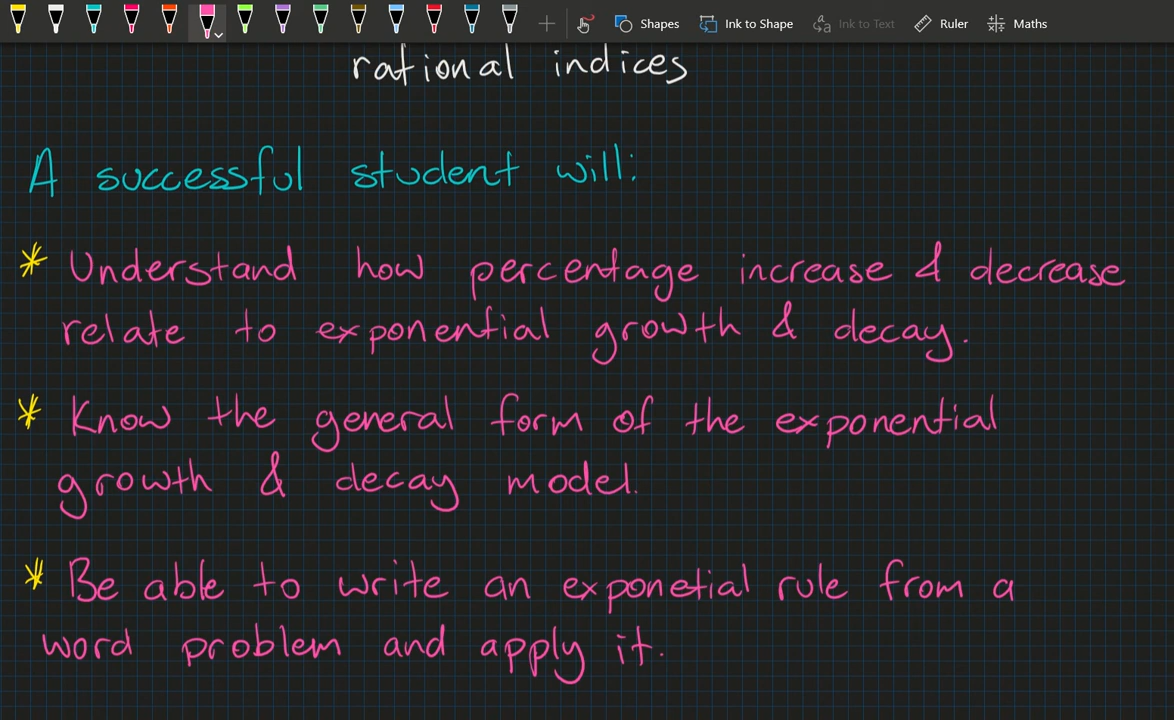 Shapes Ink to Shape Ink to Text Ruler Maths
rational indices
A successful student will:
* Understand how percentage increase & decrease
relate to exponential growth & decay.
* Know the general form of the exponential
growth & decay model.
* Be able to write an exponetial rule from a
word problem and apply it.